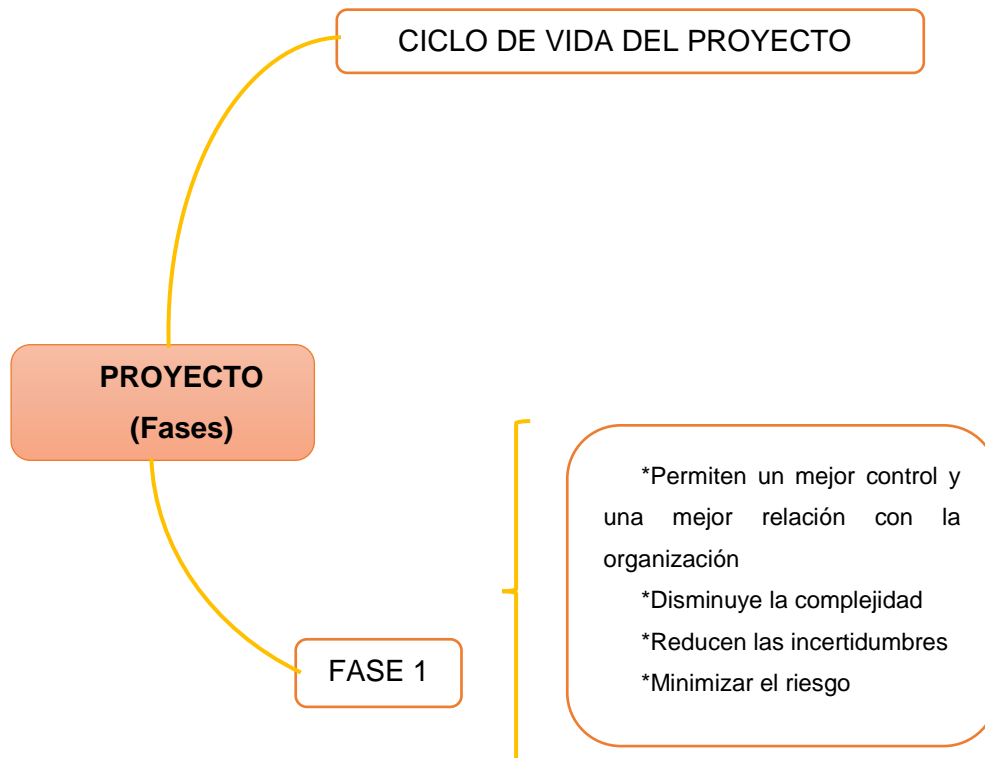 CICLO DE VIDA DEL PROYECTO
PROYECTO
(Fases)
*Permiten un mejor control y
una mejor relación con la
organización
*Disminuye la complejidad
*Reducen las incertidumbres
*Minimizar el riesgo
FASE 1